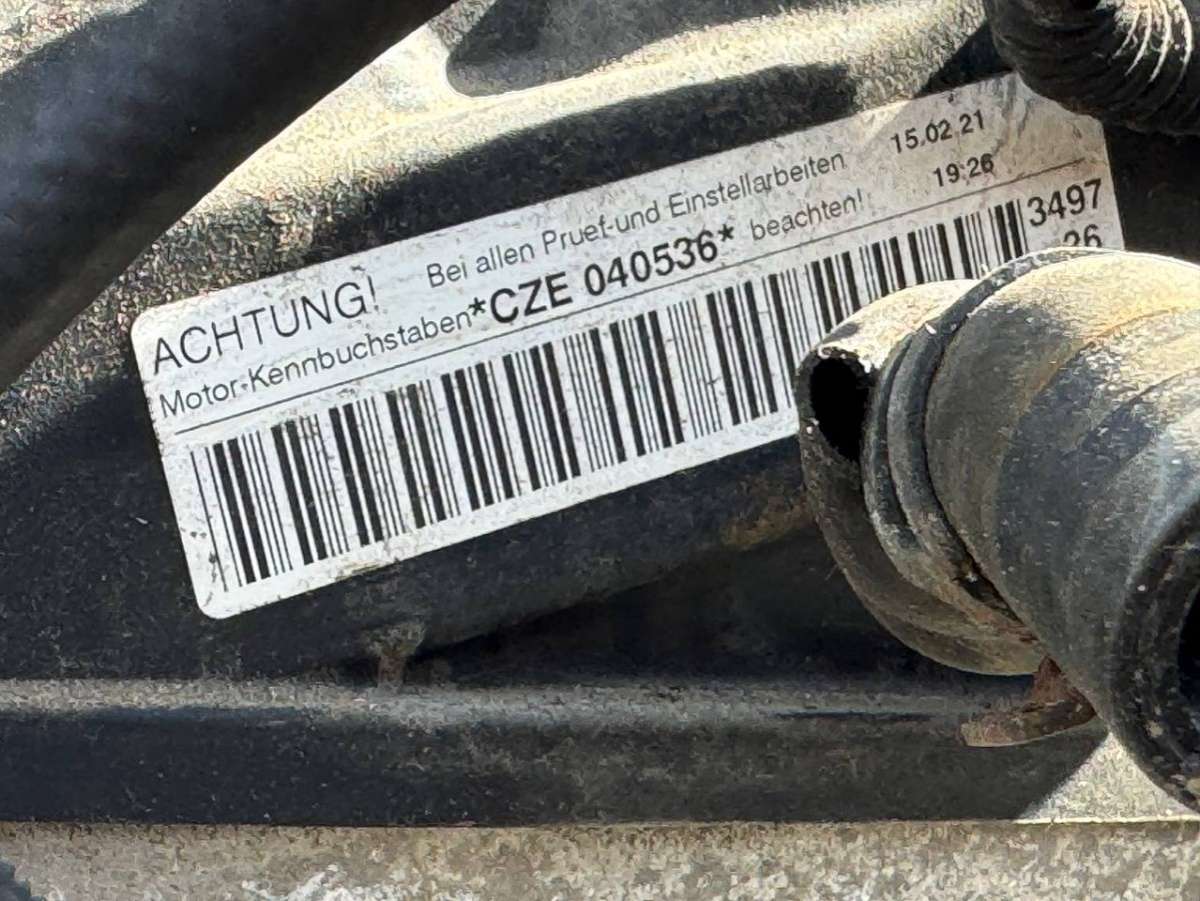 ACHTUNG! Bei allen Pruef-und Einstellarbeiten 15.02.21
Motor-Kennbuchstaben *CZE 040536* beachten! 19:26
3497
26